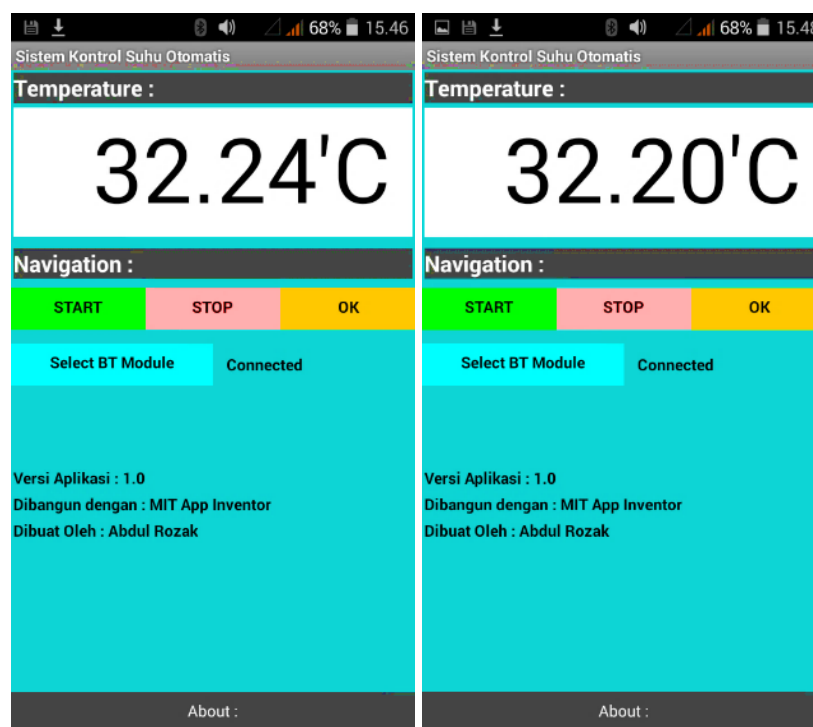 68% 15.46
Sistem Kontrol Suhu Otomatis
Temperature :
32.24'C
Navigation :
START STOP OK
Select BT Module Connected
Versi Aplikasi : 1.0
Dibangun dengan : MIT App Inventor
Dibuat Oleh : Abdul Rozak
About :
68% 15.48
Sistem Kontrol Suhu Otomatis
Temperature :
32.20'C
Navigation :
START STOP OK
Select BT Module Connected
Versi Aplikasi : 1.0
Dibangun dengan : MIT App Inventor
Dibuat Oleh : Abdul Rozak
About :